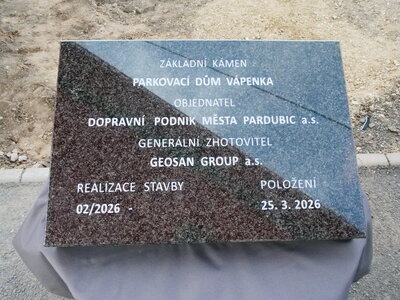 ZÁKLADNÍ KÁMEN
PARKOVACÍ DŮM VÁPENKA
OBJEDNATEL
DOPRAVNÍ PODNIK MĚSTA PARDUBIC a.s.
GENERÁLNÍ ZHOTOVITEL
GEOSAN GROUP a.s.
REALIZACE STAVBY POLOŽENÍ
02/2026 - 25. 3. 2026